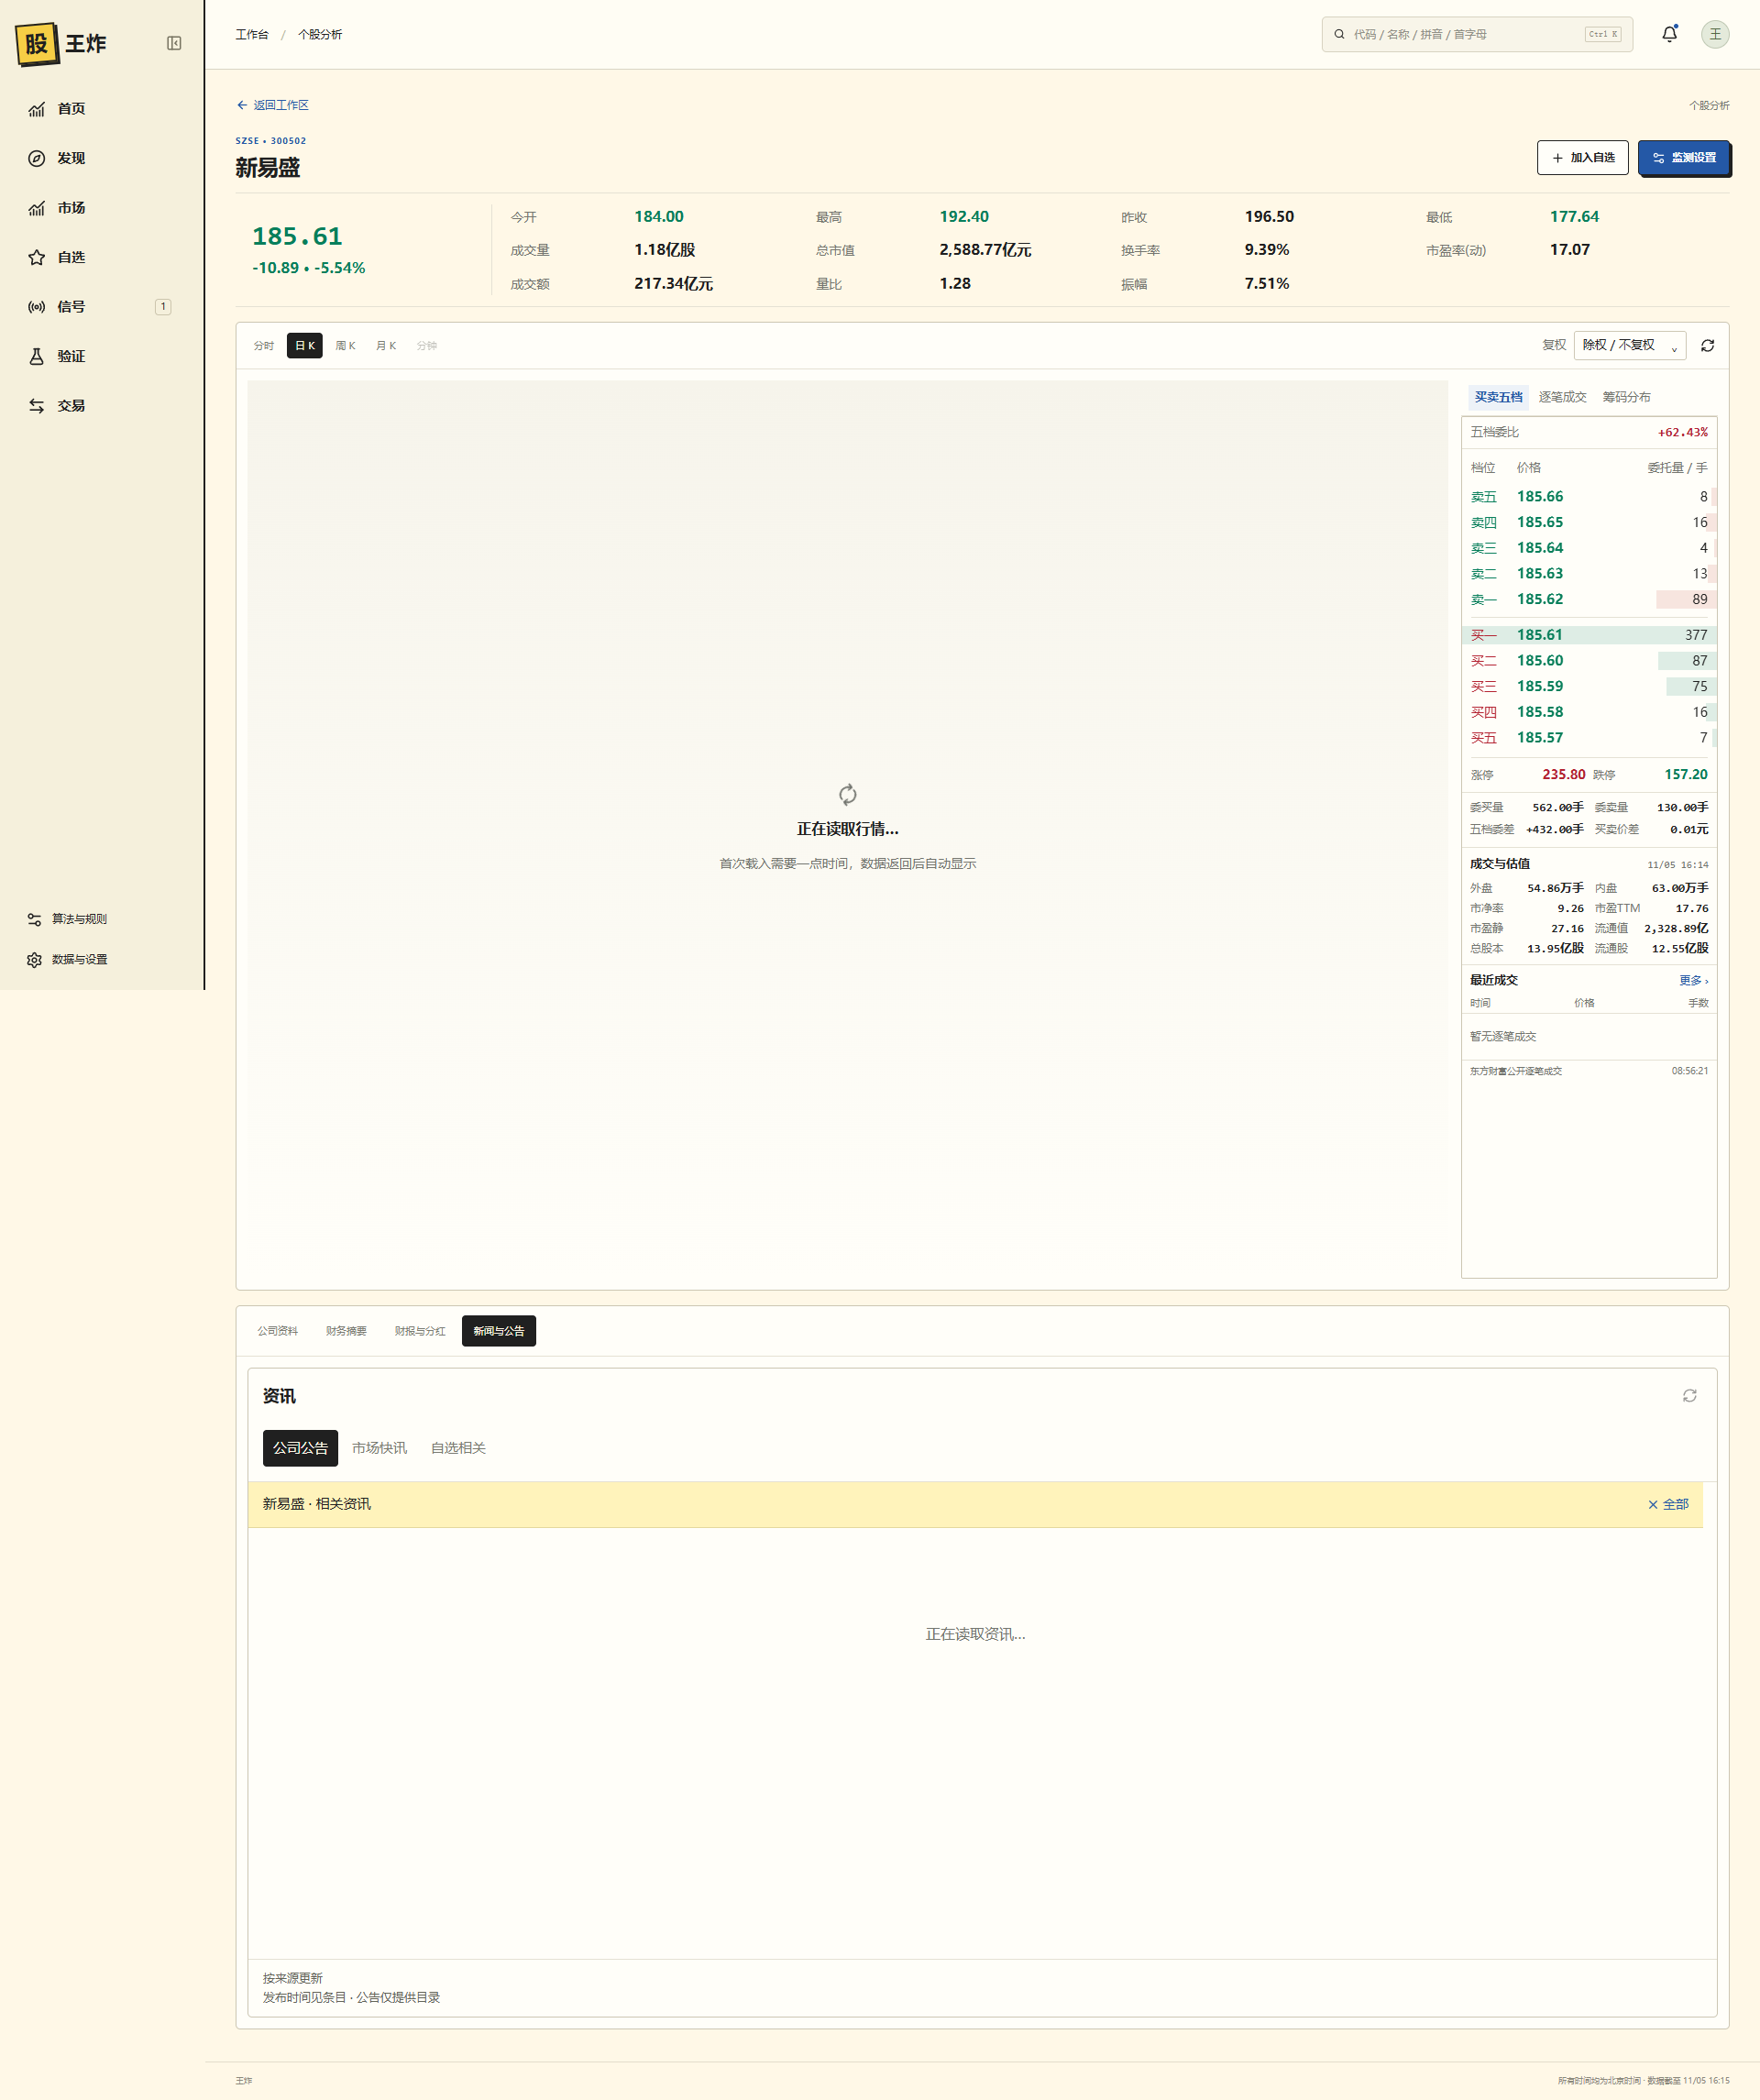 股 王炸
首页
发现
市场
自选
信号 1
验证
交易
算法与规则
数据与设置
工作台 / 个股分析
代码 / 名称 / 拼音 / 首字母 Ctrl K
王
返回工作区 个股分析
SZSE • 300502
新易盛
加入自选 监测设置
185.61
-10.89 • -5.54%
今开 184.00 最高 192.40 昨收 196.50 最低 177.64
成交量 1.18亿股 总市值 2,588.77亿元 换手率 9.39% 市盈率(动) 17.07
成交额 217.34亿元 量比 1.28 振幅 7.51%
分时 日 K 周 K 月 K 分钟 复权 除权 / 不复权
正在读取行情...
首次载入需要一点时间，数据返回后自动显示
买卖五档 逐笔成交 筹码分布
五档委比 +62.43%
档位 价格 委托量 / 手
卖五 185.66 8
卖四 185.65 16
卖三 185.64 4
卖二 185.63 13
卖一 185.62 89
买一 185.61 377
买二 185.60 87
买三 185.59 75
买四 185.58 16
买五 185.57 7
涨停 235.80 跌停 157.20
委买量 562.00手 委卖量 130.00手
五档委差 +432.00手 买卖价差 0.01元
成交与估值 11/05 16:14
外盘 54.86万手 内盘 63.00万手
市净率 9.26 市盈TTM 17.76
市盈静 27.16 流通值 2,328.89亿
总股本 13.95亿股 流通股 12.55亿股
最近成交 更多 ›
时间 价格 手数
暂无逐笔成交
东方财富公开逐笔成交 08:56:21
公司资料 财务摘要 财报与分红 新闻与公告
资讯
公司公告 市场快讯 自选相关
新易盛 · 相关资讯 × 全部
正在读取资讯...
按来源更新
发布时间见条目 · 公告仅提供目录
王炸 所有时间均为北京时间 · 数据截至 11/05 16:15